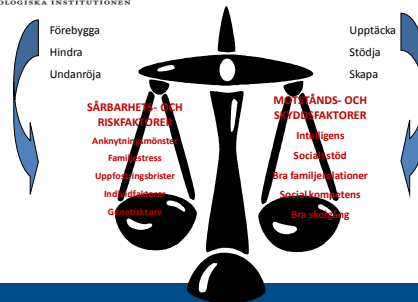 OLOGISKA INSTITUTIONEN
Förebygga
Hindra
Undanröja
Upptäcka
Stödja
Skapa
SÅRBARHETS- OCH
RISKFAKTORER
Anknytningsmönster
Familjestress
Uppfostringsbrister
Individfaktorer
Genetiskt arv
MOTSTÅNDS- OCH
SKYDDSFAKTORER
Intelligens
Socialt stöd
Bra familjerelationer
Social kompetens
Bra skolgång